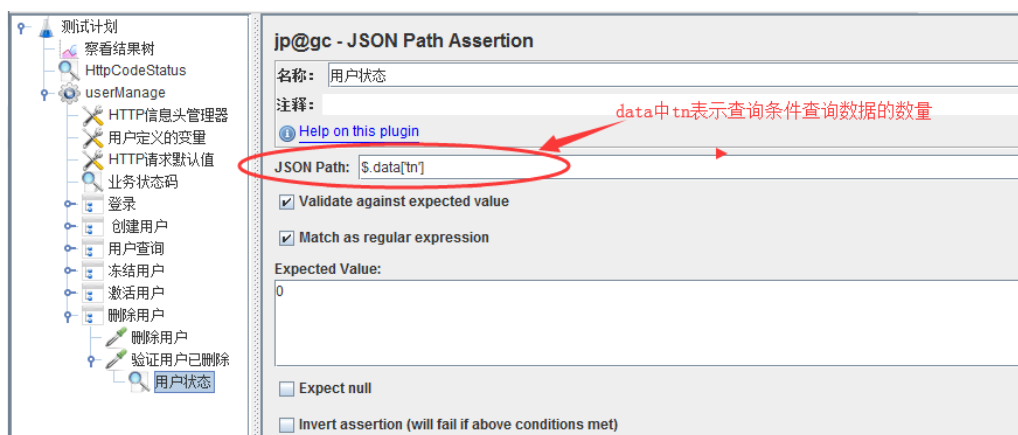 测试计划
察看结果树
HttpCodeStatus
userManage
HTTP信息头管理器
用户定义的变量
HTTP请求默认值
业务状态码
登录
创建用户
用户查询
冻结用户
激活用户
删除用户
删除用户
验证用户已删除
用户状态
jp@gc - JSON Path Assertion
名称： 用户状态
注释：
data中tn表示查询条件查询数据的数量
Help on this plugin
JSON Path: $.data['tn']
Validate against expected value
Match as regular expression
Expected Value:
0
Expect null
Invert assertion (will fail if above conditions met)